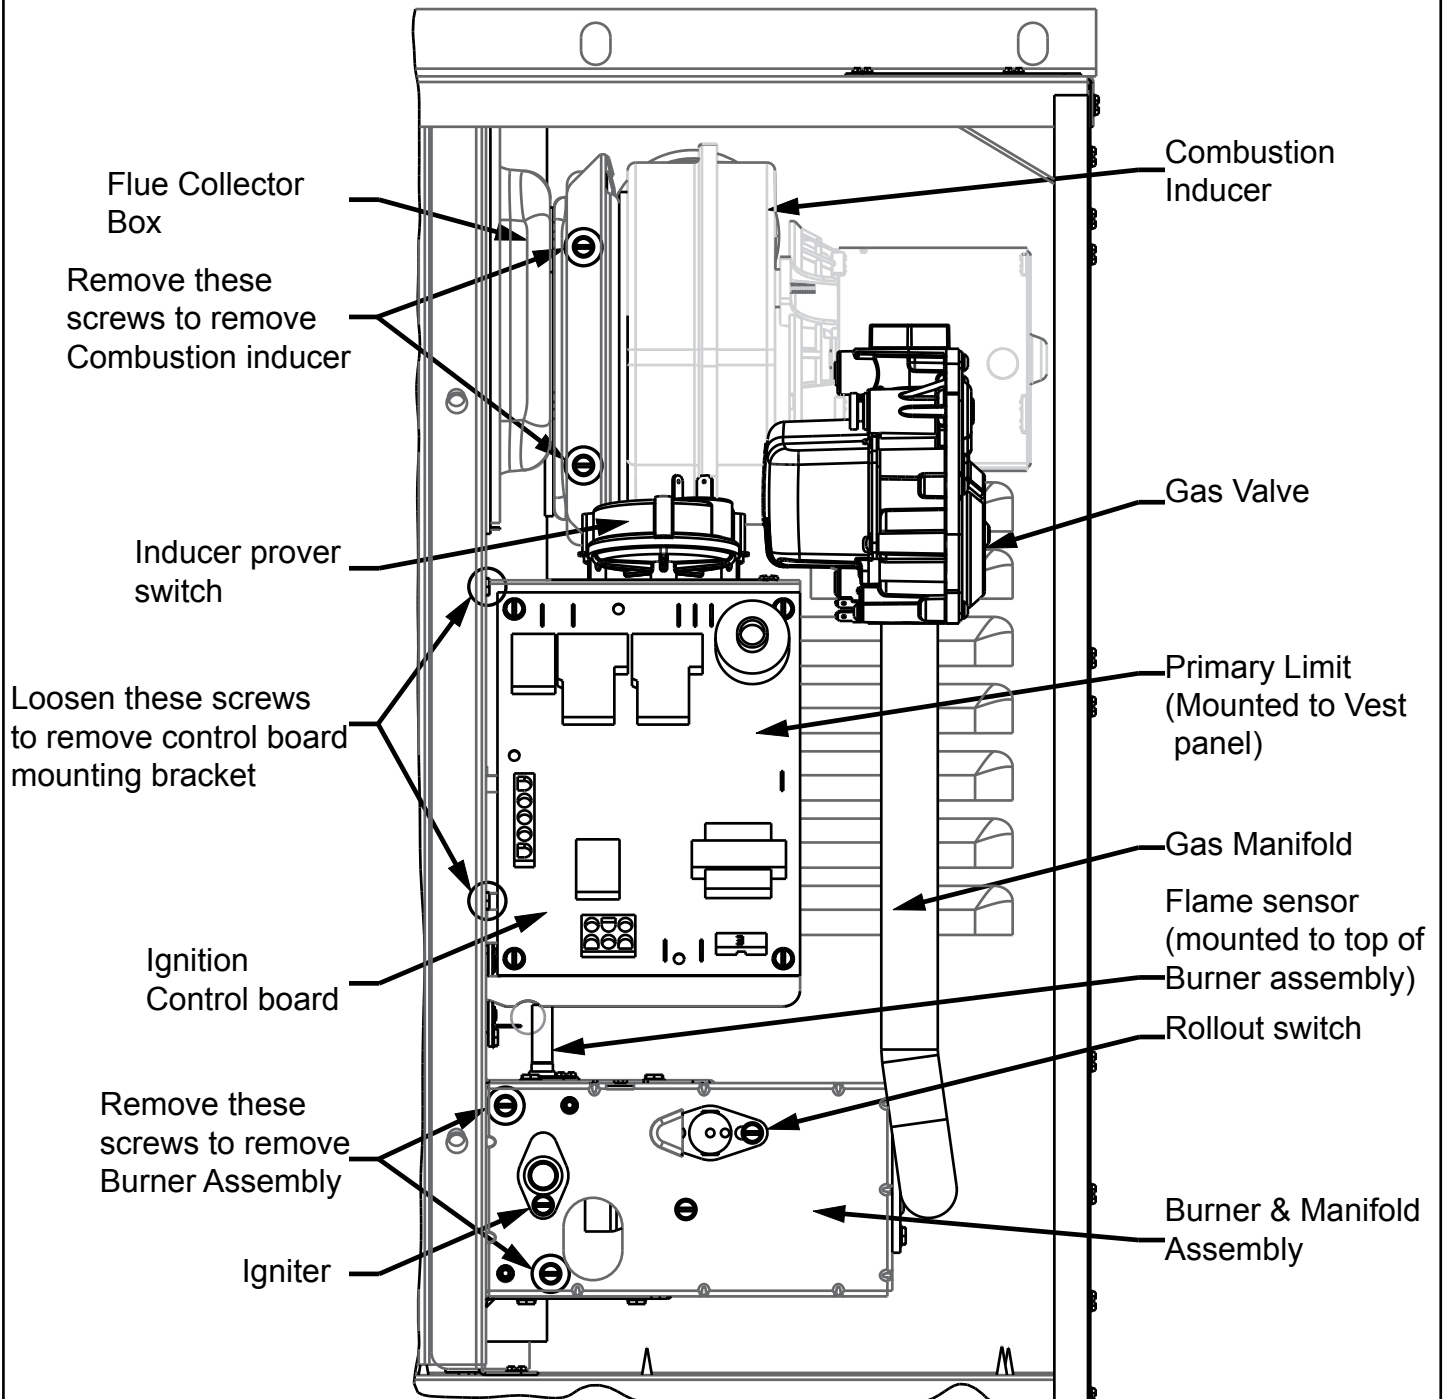 Flue Collector
Box
Remove these
screws to remove
Combustion inducer
Inducer prover
switch
Loosen these screws
to remove control board
mounting bracket
Ignition
Control board
Remove these
screws to remove
Burner Assembly
Igniter
Combustion
Inducer
Gas Valve
Primary Limit
(Mounted to Vest
panel)
Gas Manifold
Flame sensor
(mounted to top of
Burner assembly)
Rollout switch
Burner & Manifold
Assembly